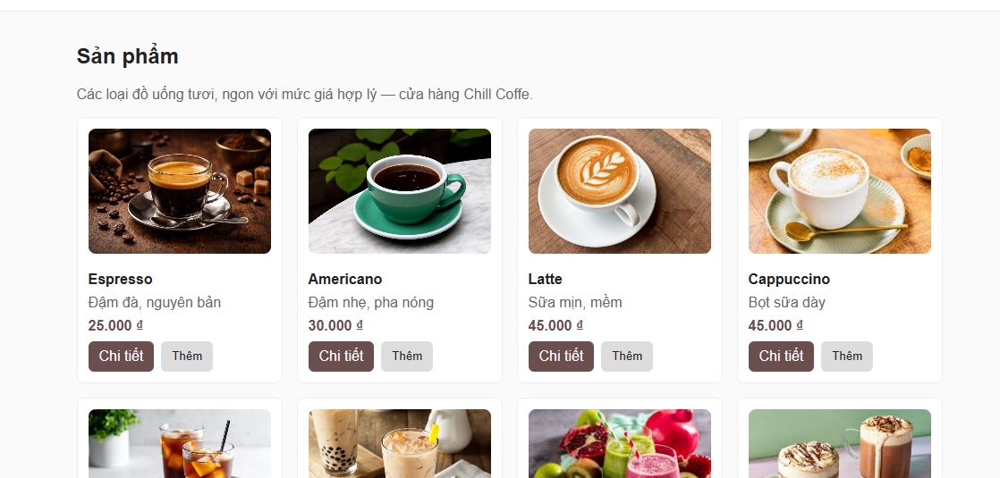 Sản phẩm
Các loại đồ uống tươi, ngon với mức giá hợp lý — cửa hàng Chill Coffe.
Espresso
Đậm đà, nguyên bản
25.000 ₫
Chi tiết Thêm
Americano
Đậm nhẹ, pha nóng
30.000 ₫
Chi tiết Thêm
Latte
Sữa mịn, mềm
45.000 ₫
Chi tiết Thêm
Cappuccino
Bọt sữa dày
45.000 ₫
Chi tiết Thêm